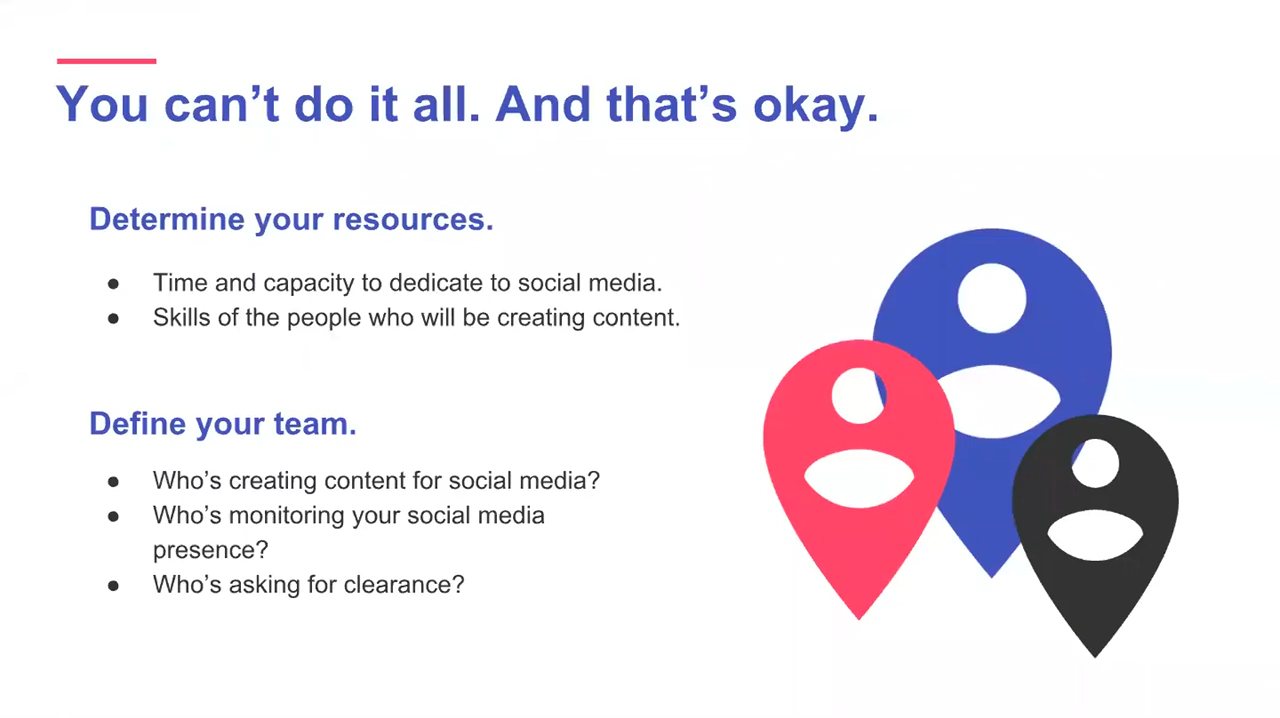 You can’t do it all. And that’s okay.
Determine your resources.
● Time and capacity to dedicate to social media.
● Skills of the people who will be creating content.
Define your team.
● Who’s creating content for social media?
● Who’s monitoring your social media
presence?
● Who’s asking for clearance?